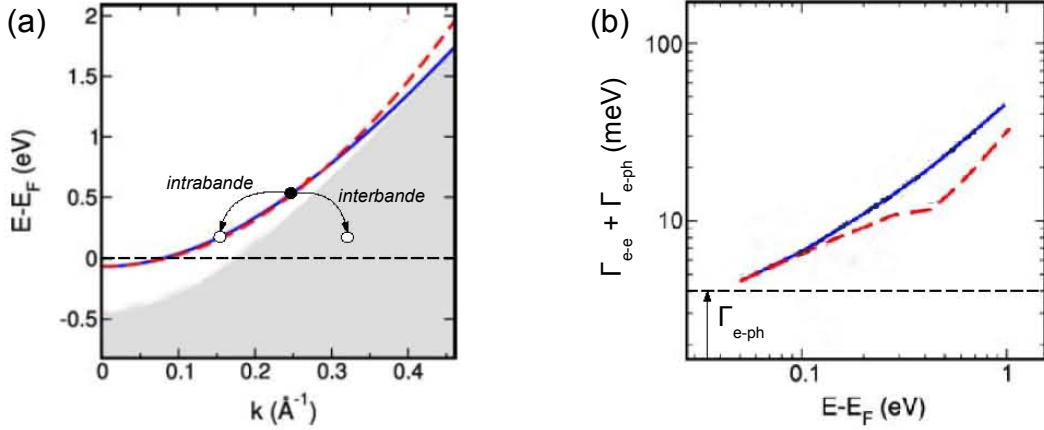 (a)
2
1.5
1
0.5
0
-0.5
E-E_F (eV)
intrabande
interbande
0
0.1
0.2
0.3
0.4
k (Å⁻¹)
(b)
100
10
Γ_e-e + Γ_e-ph (meV)
Γ_e-ph
0.1
1
E-E_F (eV)